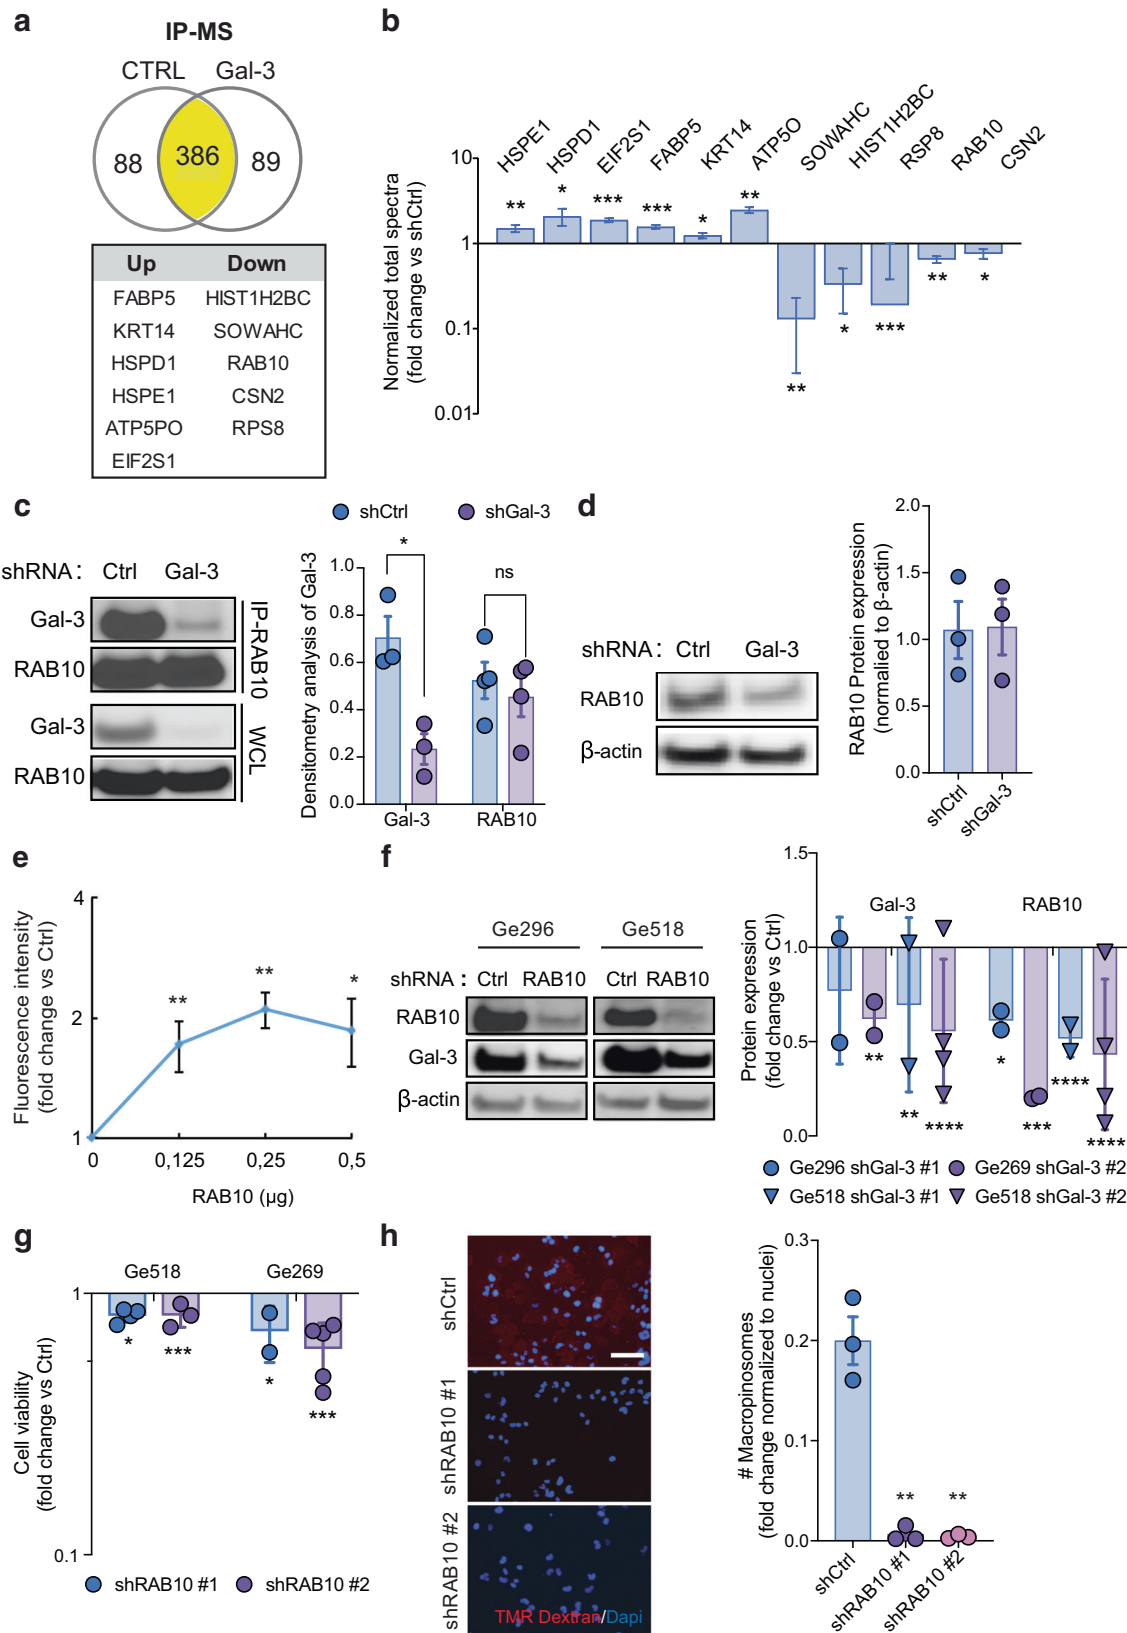 a
IP-MS
CTRL Gal-3
88 386 89
Up Down
FABP5 HIST1H2BC
KRT14 SOWAHC
HSPD1 RAB10
HSPE1 CSN2
ATP5PO RPS8
EIF2S1
b
HSPE1 HSPD1 EIF2S1 FABP5 KRT14 ATP5O SOWAHC HIST1H2BC RSP8 RAB10 CSN2
Normalized total spectra
(fold change vs shCtrl)
10
1
0.1
0.01
** * *** *** * ** ** * *** ** *
c
shCtrl shGal-3
shRNA: Ctrl Gal-3
Gal-3
RAB10
IP-RAB10
Gal-3
RAB10
WCL
Densitometry analysis of Gal-3
1.0
0.8
0.6
0.4
0.2
0.0
* ns
Gal-3 RAB10
d
shRNA: Ctrl Gal-3
RAB10
β-actin
RAB10 Protein expression
(normalied to β-actin)
2.0
1.5
1.0
0.5
0.0
shCtrl shGal-3
e
Fluorescence intensity
(fold change vs Ctrl)
4
2
1
** ** *
0 0,125 0,25 0,5
RAB10 (µg)
f
Ge296 Ge518
shRNA: Ctrl RAB10 Ctrl RAB10
RAB10
Gal-3
β-actin
Protein expression
(fold change vs Ctrl)
1.5
1.0
0.5
0.0
Gal-3 RAB10
** ** **** * *** **** ****
Ge296 shGal-3 #1 Ge269 shGal-3 #2
Ge518 shGal-3 #1 Ge518 shGal-3 #2
g
Ge518 Ge269
Cell viability
(fold change vs Ctrl)
1
0.1
* *** * ***
shRAB10 #1 shRAB10 #2
h
shCtrl
shRAB10 #1
shRAB10 #2
TMR Dextran/Dapi
# Macropinosomes
(fold change normalized to nuclei)
0.3
0.2
0.1
0.0
** **
shCtrl shRAB10 #1 shRAB10 #2